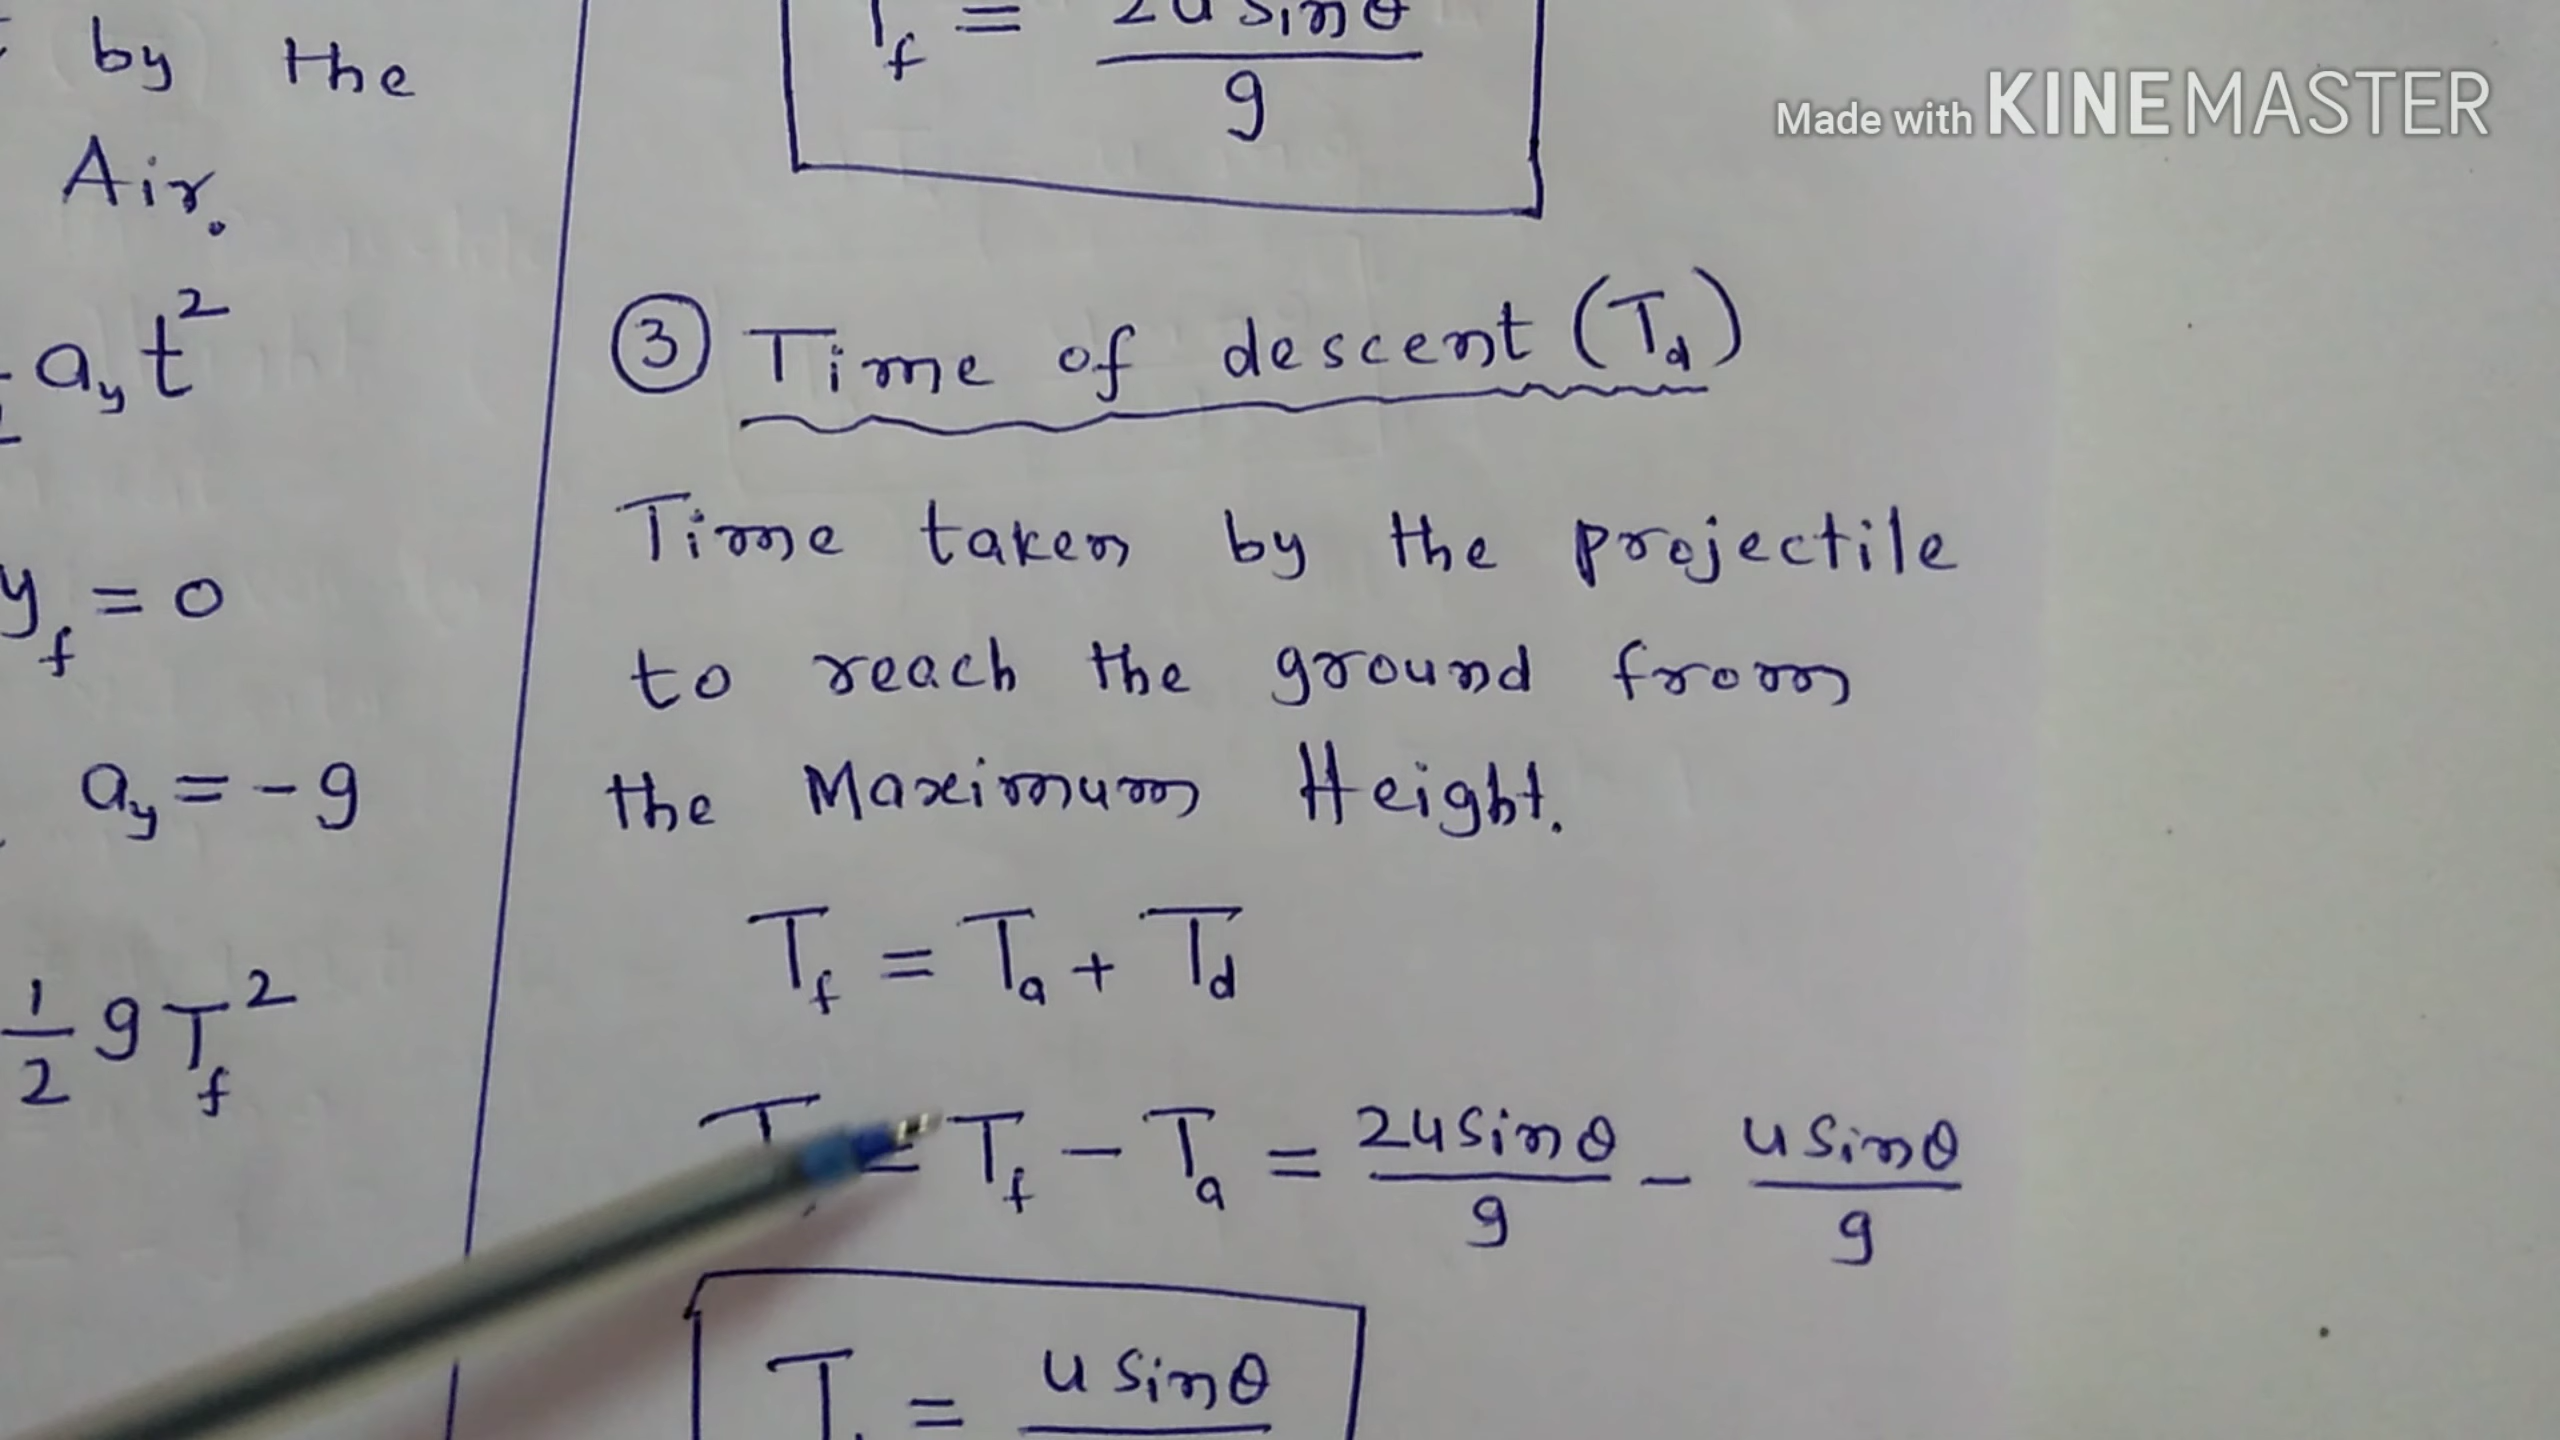 by the
Air.
a_y t²
y_f = 0
a_y = -g
1/2 g T_f²
T_f = 2u sinθ / g
③ Time of descent (T_d)
Time taken by the projectile
to reach the ground from
the Maximum Height.
T_f = T_a + T_d
T = T_f - T_a = 2u sinθ / g - u sinθ / g
T = u sinθ
Made with KINEMASTER